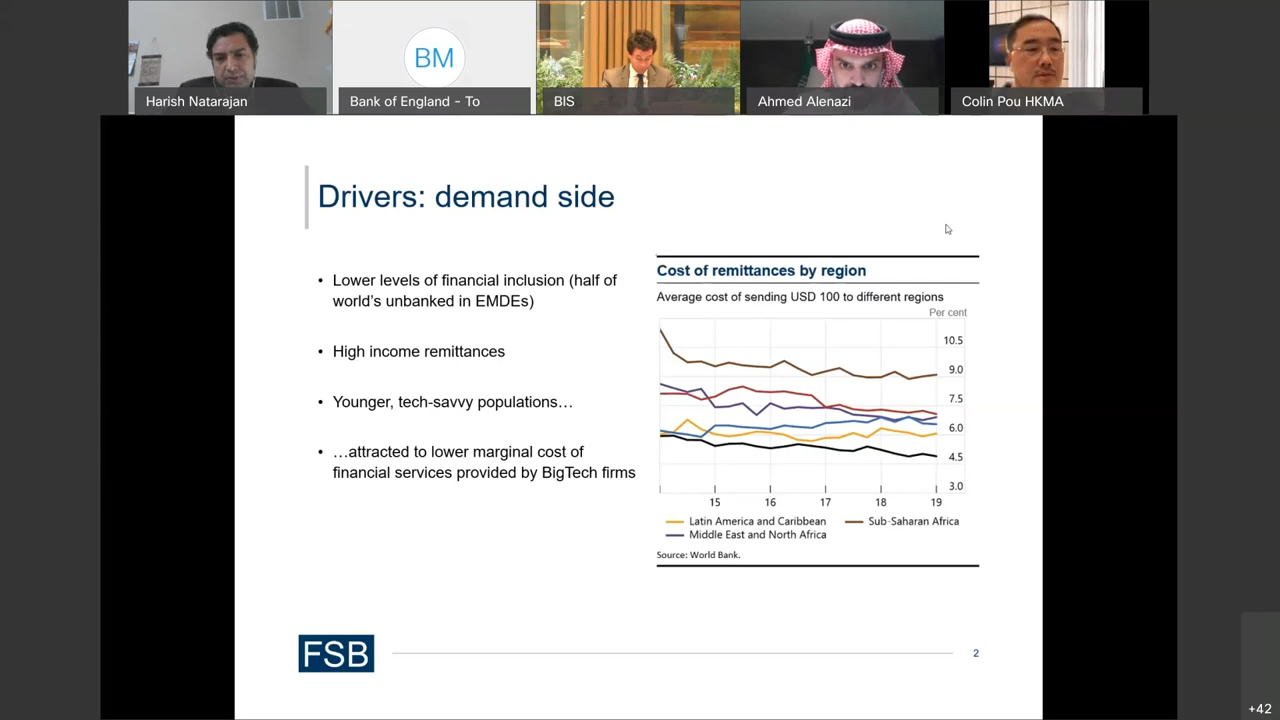 Harish Natarajan
BM
Bank of England - To
BIS
Ahmed Alenazi
Colin Pou HKMA
Drivers: demand side
• Lower levels of financial inclusion (half of
world's unbanked in EMDEs)
• High income remittances
• Younger, tech-savvy populations…
• …attracted to lower marginal cost of
financial services provided by BigTech firms
Cost of remittances by region
Average cost of sending USD 100 to different regions
Per cent
10.5
9.0
7.5
6.0
4.5
3.0
15 16 17 18 19
Latin America and Caribbean Sub-Saharan Africa
Middle East and North Africa
Source: World Bank.
FSB
2
+42